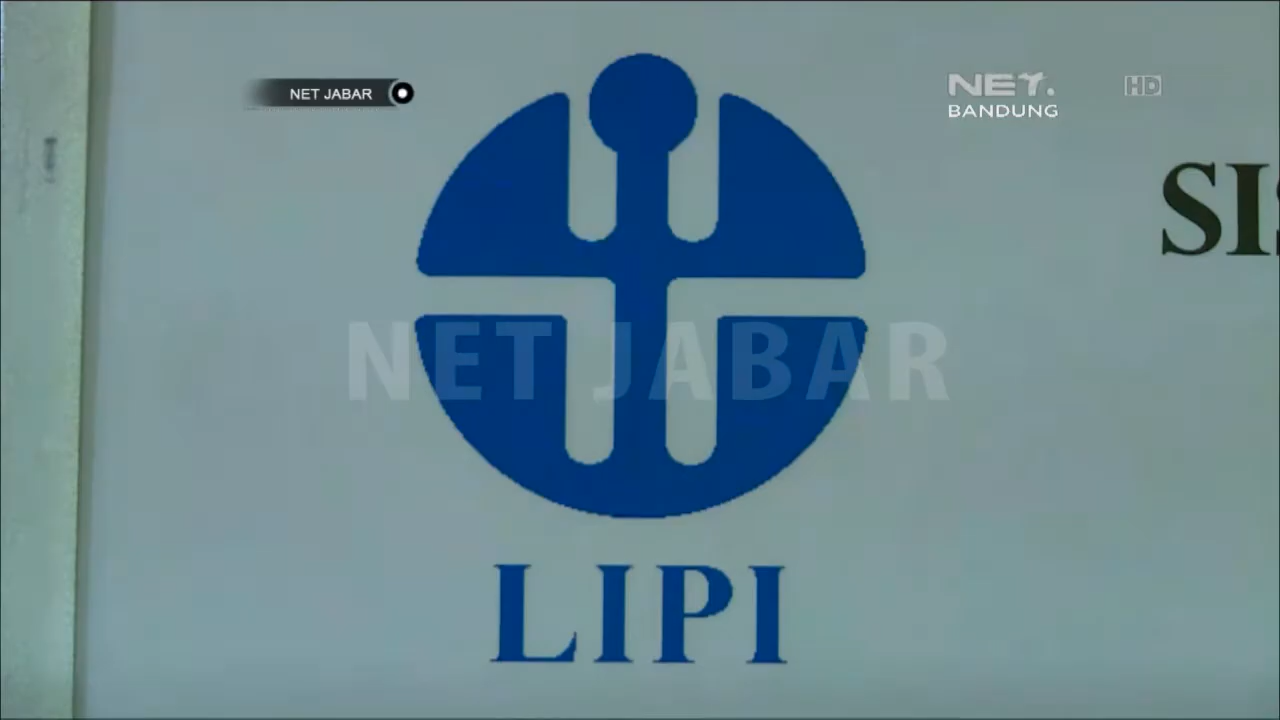 NET JABAR
NET.
BANDUNG
HD
SIS
NET JABAR
LIPI